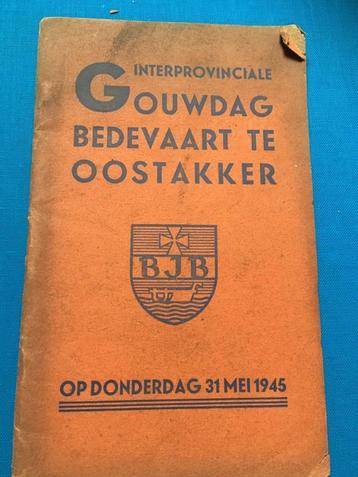 INTERPROVINCIALE
GOUWDAG
BEDEVAART TE
OOSTAKKER
BJB
OP DONDERDAG 31 MEI 1945